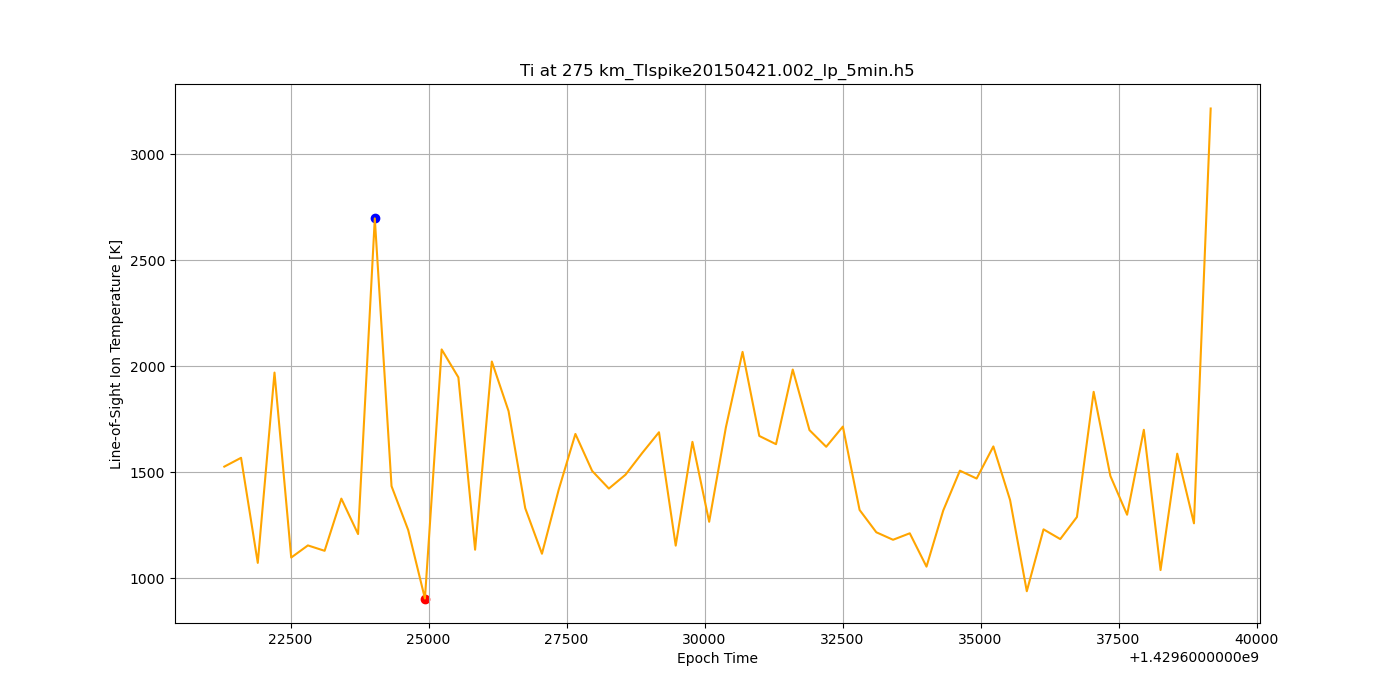 Ti at 275 km_TIspike20150421.002_lp_5min.h5
Line-of-Sight Ion Temperature [K]
3000
2500
2000
1500
1000
22500 25000 27500 30000 32500 35000 37500 40000
Epoch Time
+1.4296000000e9